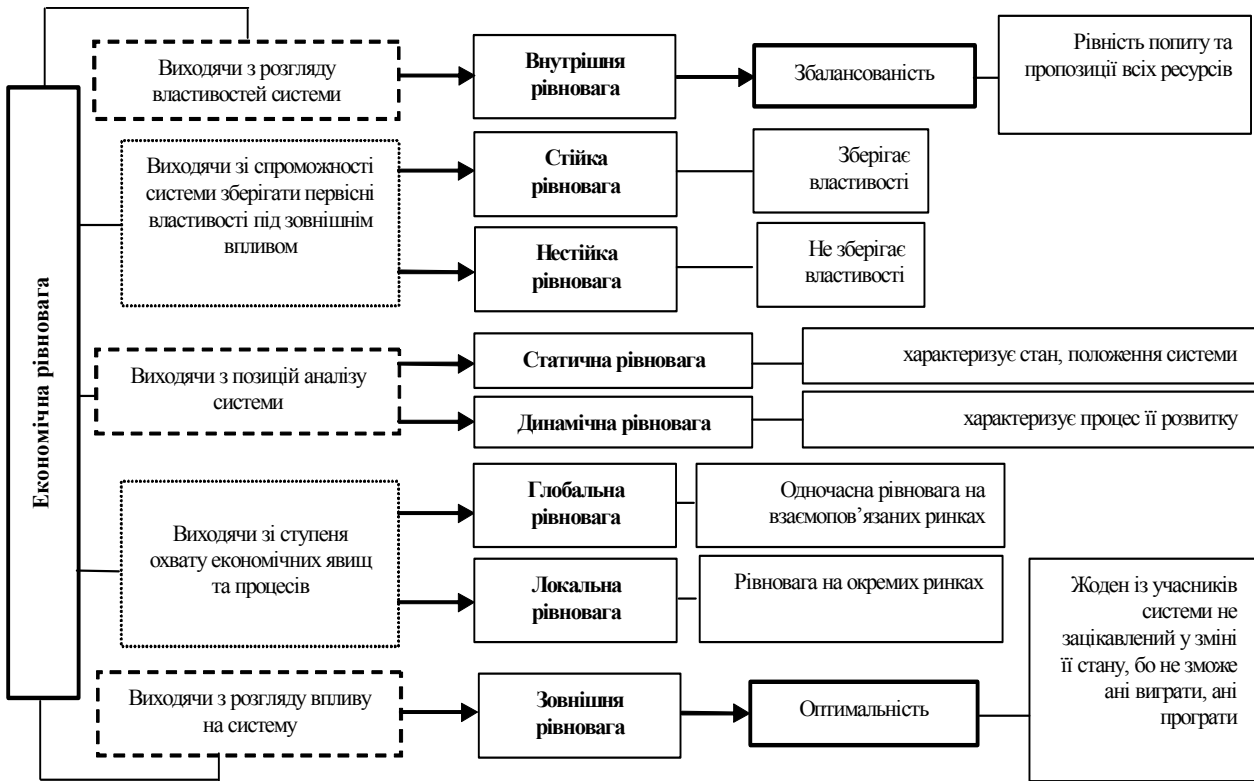 Економічна рівновага
Виходячи з розгляду
властивостей системи
Внутрішня
рівновага
Збалансованість
Рівність попиту та
пропозиції всіх ресурсів
Виходячи зі спроможності
системи зберігати первісні
властивості під зовнішнім
впливом
Стійка
рівновага
Зберігає
властивості
Нестійка
рівновага
Не зберігає
властивості
Виходячи з позицій аналізу
системи
Статична рівновага
характеризує стан, положення системи
Динамічна рівновага
характеризує процес її розвитку
Виходячи зі ступеня
охвату економічних явищ
та процесів
Глобальна
рівновага
Одночасна рівновага на
взаємопов’язаних ринках
Локальна
рівновага
Рівновага на окремих ринках
Виходячи з розгляду впливу
на систему
Зовнішня
рівновага
Оптимальність
Жоден із учасників
системи не
зацікавлений у зміні
її стану, бо не зможе
ані виграти, ані
програти